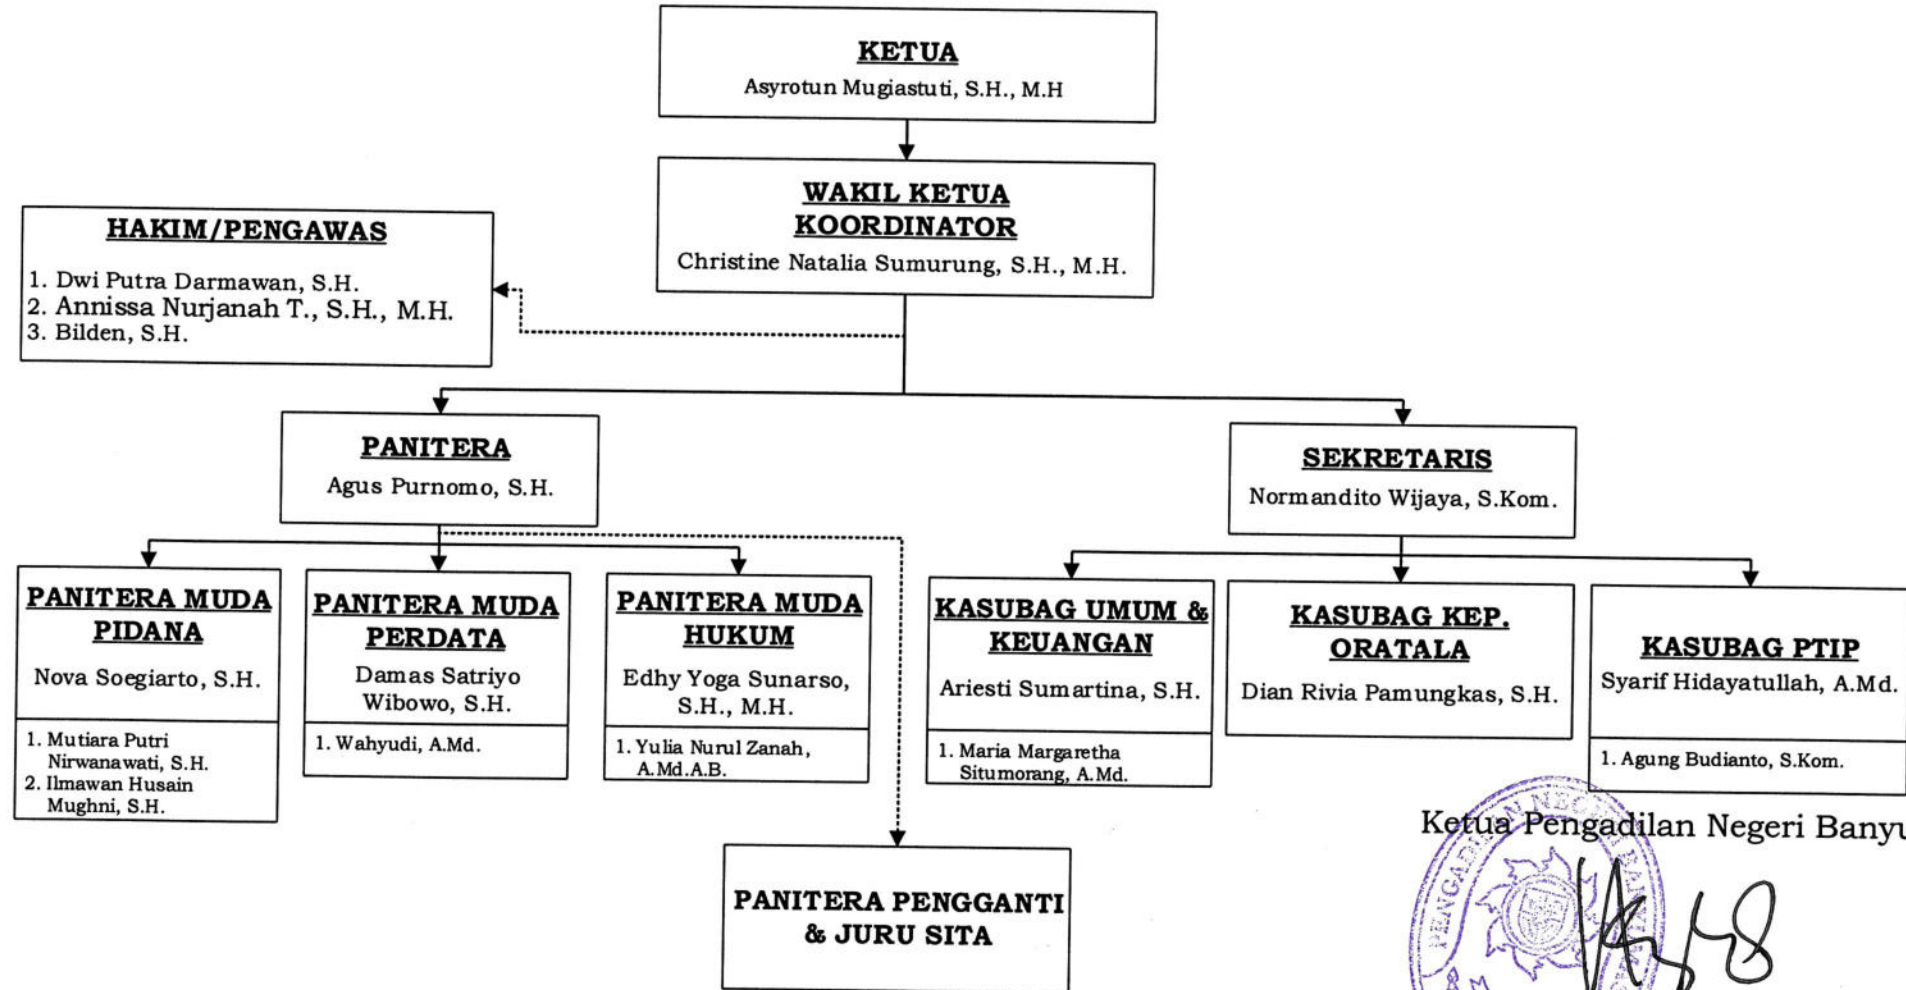 KETUA
Asyrotun Mugiastuti, S.H., M.H
WAKIL KETUA
KOORDINATOR
Christine Natalia Sumurung, S.H., M.H.
HAKIM/PENGAWAS
1. Dwi Putra Darmawan, S.H.
2. Annissa Nurjanah T., S.H., M.H.
3. Bilden, S.H.
PANITERA
Agus Purnomo, S.H.
SEKRETARIS
Normandito Wijaya, S.Kom.
PANITERA MUDA
PIDANA
Nova Soegiarto, S.H.
1. Mutiara Putri
Nirwanawati, S.H.
2. Ilmawan Husain
Mughni, S.H.
PANITERA MUDA
PERDATA
Damas Satriyo
Wibowo, S.H.
1. Wahyudi, A.Md.
PANITERA MUDA
HUKUM
Edhy Yoga Sunarso,
S.H., M.H.
1. Yulia Nurul Zanah,
A.Md.A.B.
KASUBAG UMUM &
KEUANGAN
Ariesti Sumartina, S.H.
1. Maria Margaretha
Situmorang, A.Md.
KASUBAG KEP.
ORATALA
Dian Rivia Pamungkas, S.H.
KASUBAG PTIP
Syarif Hidayatullah, A.Md.
1. Agung Budianto, S.Kom.
Ketua Pengadilan Negeri Banyu
PENGADILAN NEGERI
PANITERA PENGGANTI
& JURU SITA